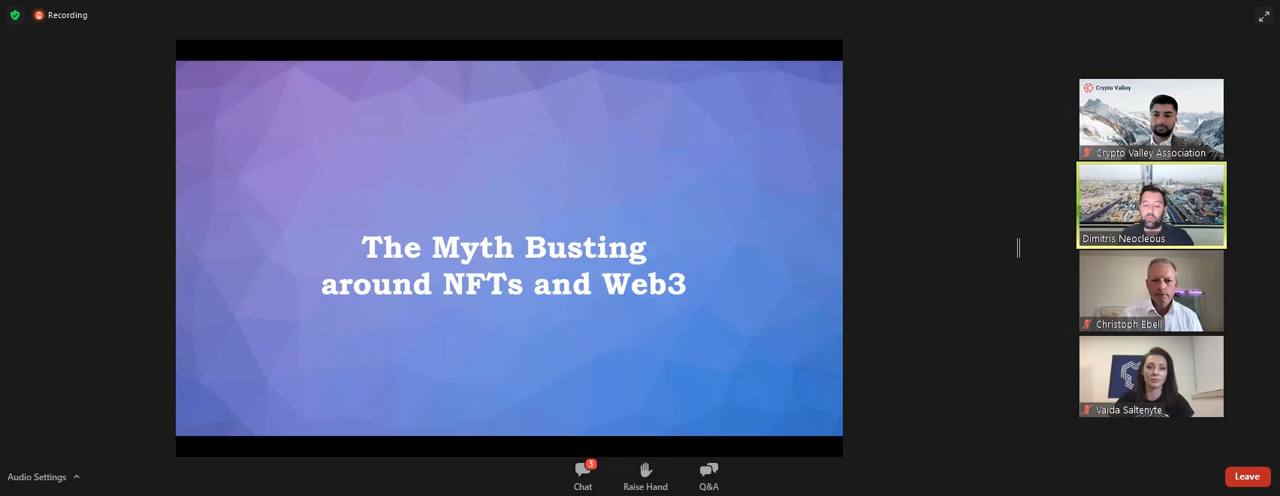 Recording
The Myth Busting
around NFTs and Web3
Crypto Valley
Crypto Valley Association
Dimitris Neocleous
Christoph Ebell
Vaida Saltenyte
Audio Settings
3
Chat
Raise Hand
Q&A
Leave